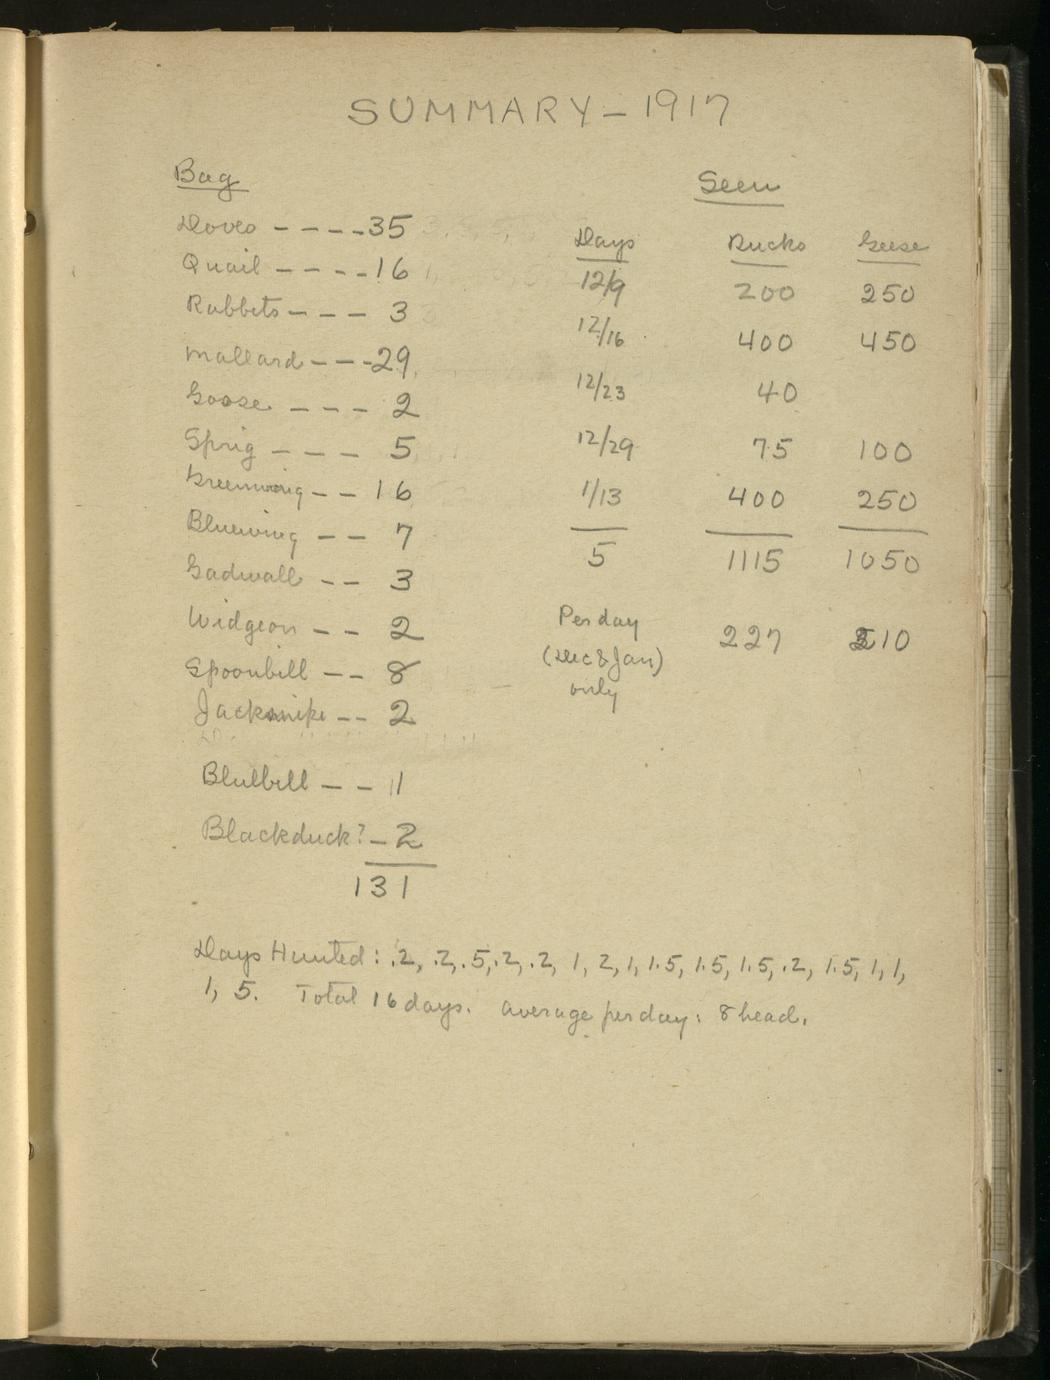 SUMMARY - 1917
Bag
Doves - - - - 35
Quail - - - - 16
Rabbits - - - 3
Mallard - - - 29
Goose - - - 2
Sprig - - - 5
Greenwing - - 16
Bluewing - - 7
Gadwall - - 3
Widgeon - - 2
Spoonbill - - 8
Jacksnipe - - 2
Bluebill - - 1
Blackduck? - 2
131
Seen
Days Ducks Geese
12/9 200 250
12/16 400 450
12/23 40
12/29 75 100
1/13 400 250
5 1115 1050
Per day 227 210
(Dec & Jan)
only
Days Hunted: .2, .2, .5, .2, .2, 1, 2, 1, 1.5, 1.5, 1.5, .2, 1.5, 1, 1,
1, 5. Total 16 days. Average per day: 8 head.